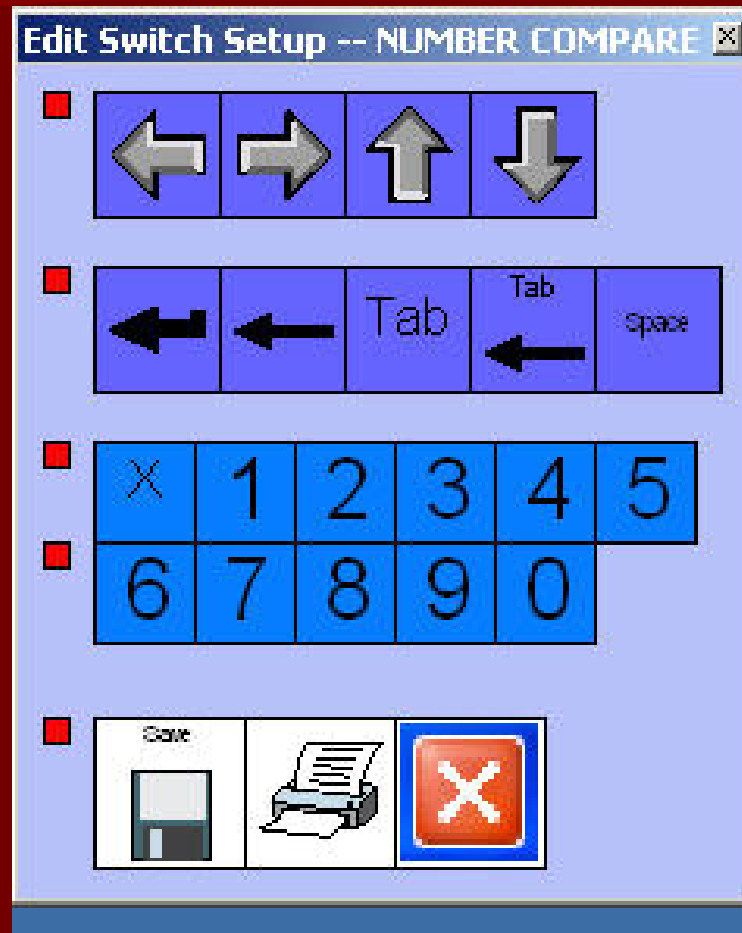 Edit Switch Setup -- NUMBER COMPARE
Tab
Tab
Space
X 1 2 3 4 5
6 7 8 9 0
Save